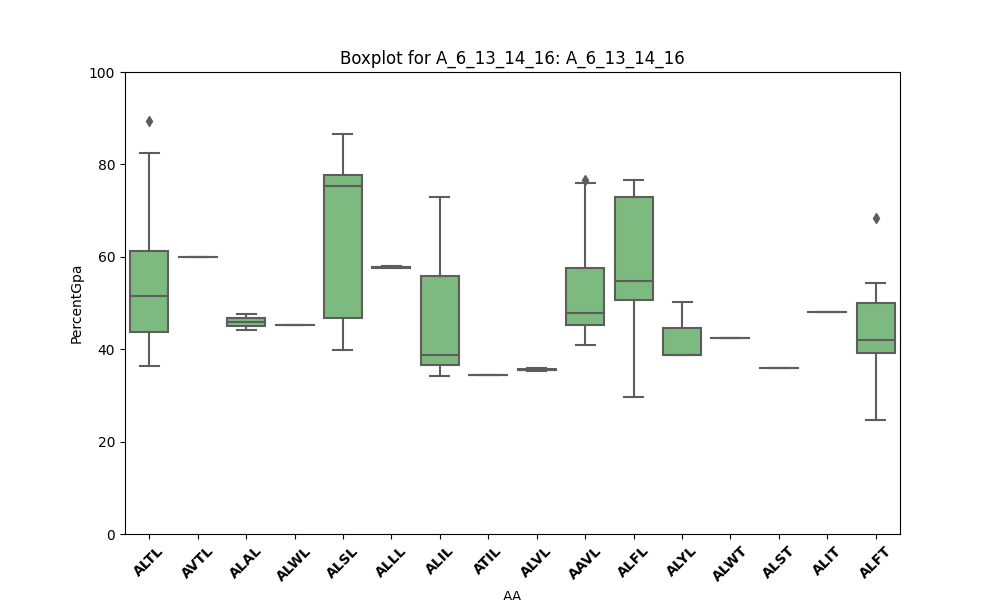 Boxplot for A_6_13_14_16: A_6_13_14_16
100
80
60
40
20
0
PercentGpa
ALTL AVTL ALAL ALWL ALSL ALLL ALIL ATIL ALVL AAVL ALFL ALYL ALWT ALST ALIT ALFT
AA